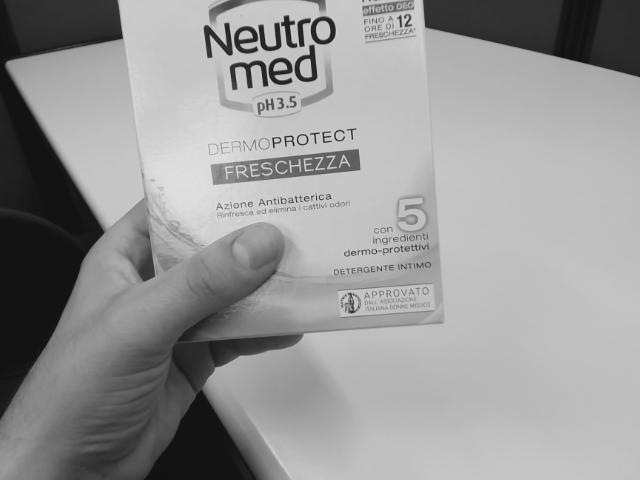 Neutro
med
pH 3.5
effetto DEO
FINO A
ORE DI 12
FRESCHEZZA*
DERMOPROTECT
FRESCHEZZA
Azione Antibatterica
Rinfresca ed elimina i cattivi odori
con 5
ingredienti
dermo-protettivi
DETERGENTE INTIMO
APPROVATO
DALL'ASSOCIAZIONE
ITALIANA DONNE MEDICO